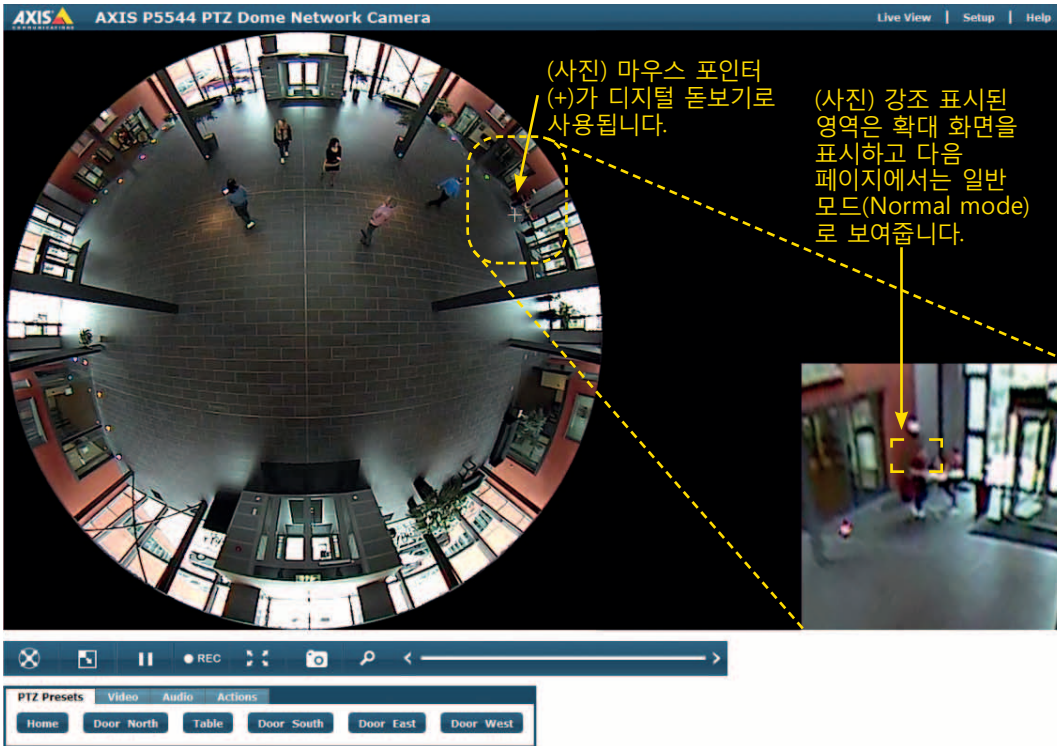 AXIS COMMUNICATIONS AXIS P5544 PTZ Dome Network Camera
Live View | Setup | Help
(사진) 마우스 포인터
(+)가 디지털 돋보기로
사용됩니다.
(사진) 강조 표시된
영역은 확대 화면을
표시하고 다음
페이지에서는 일반
모드(Normal mode)
로 보여줍니다.
REC
PTZ Presets Video Audio Actions
Home Door North Table Door South Door East Door West